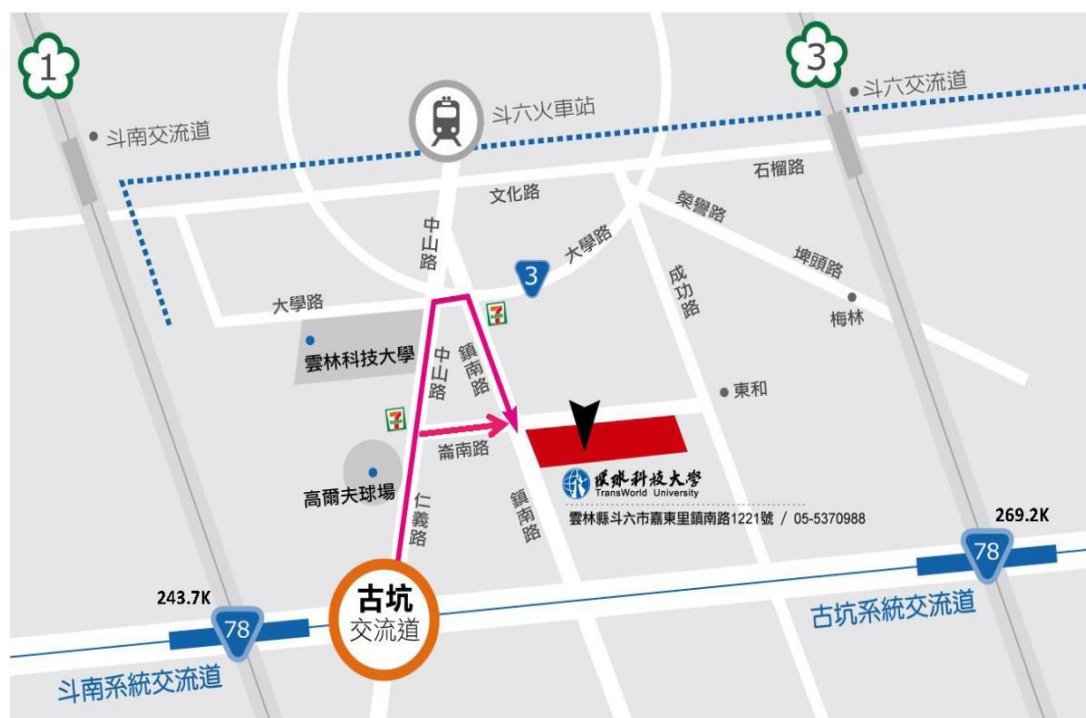 1
3
斗南交流道
斗六火車站
斗六交流道
文化路
石榴路
中山路
榮譽路
大學路
3
成功路
埤頭路
大學路
7
梅林
雲林科技大學
中山路
鎮南路
7
東和
崙南路
高爾夫球場
仁義路
鎮南路
環球科技大學
TransWorld University
雲林縣斗六市嘉東里鎮南路1221號 / 05-5370988
269.2K
78
243.7K
78
古坑
交流道
古坑系統交流道
斗南系統交流道